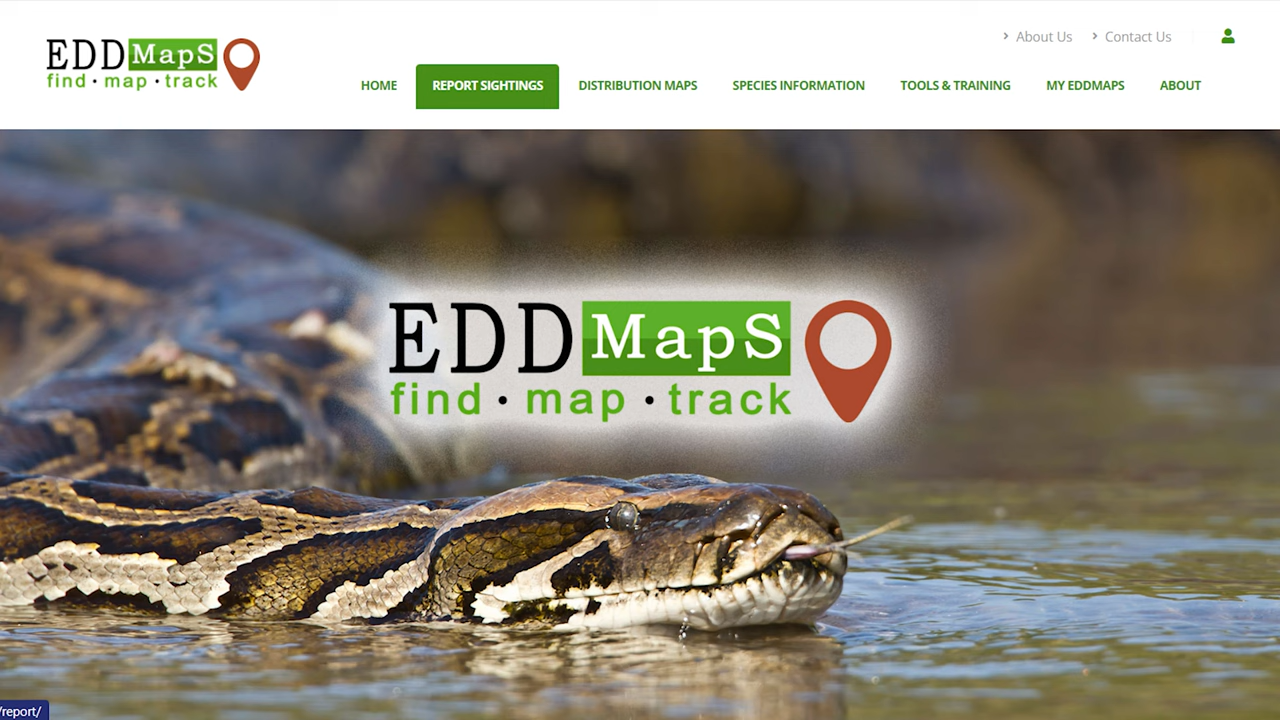 EDDMapS
find · map · track
About Us
Contact Us
HOME
REPORT SIGHTINGS
DISTRIBUTION MAPS
SPECIES INFORMATION
TOOLS & TRAINING
MY EDDMAPS
ABOUT
EDDMapS
find · map · track
/report/